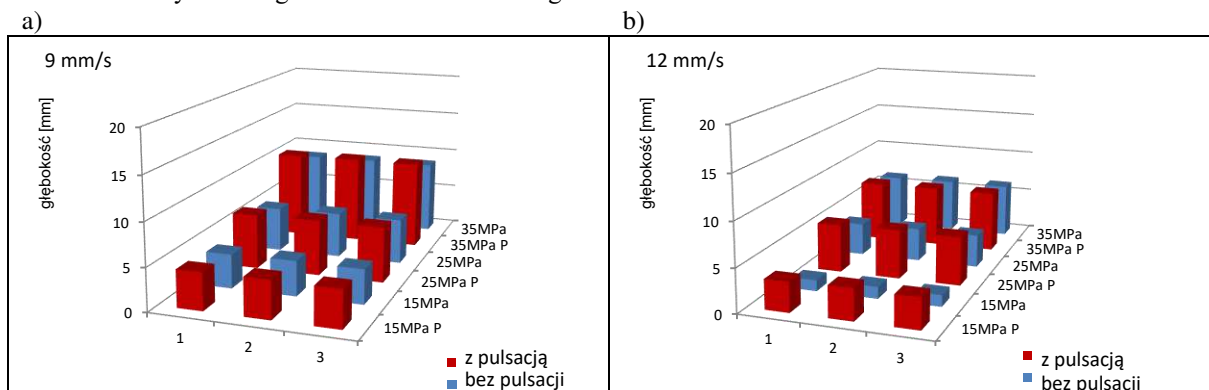 a)
b)
9 mm/s
głębokość [mm]
20
15
10
5
0
1
2
3
35MPa
35MPa P
25MPa
25MPa P
15MPa
15MPa P
z pulsacją
bez pulsacji
12 mm/s
głębokość [mm]
20
15
10
5
0
1
2
3
35MPa
35MPa P
25MPa
25MPa P
15MPa
15MPa P
z pulsacją
bez pulsacji